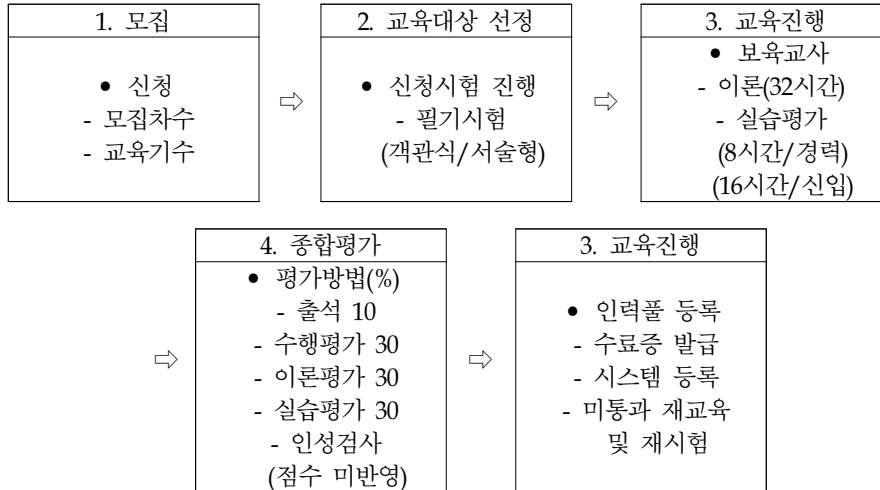 1. 모집
● 신청
- 모집차수
- 교육기수
⇨
2. 교육대상 선정
● 신청시험 진행
- 필기시험
(객관식/서술형)
⇨
3. 교육진행
● 보육교사
- 이론(32시간)
- 실습평가
(8시간/경력)
(16시간/신입)
⇨
4. 종합평가
● 평가방법(%)
- 출석 10
- 수행평가 30
- 이론평가 30
- 실습평가 30
- 인성검사
(점수 미반영)
⇨
3. 교육진행
● 인력풀 등록
- 수료증 발급
- 시스템 등록
- 미통과 재교육
및 재시험